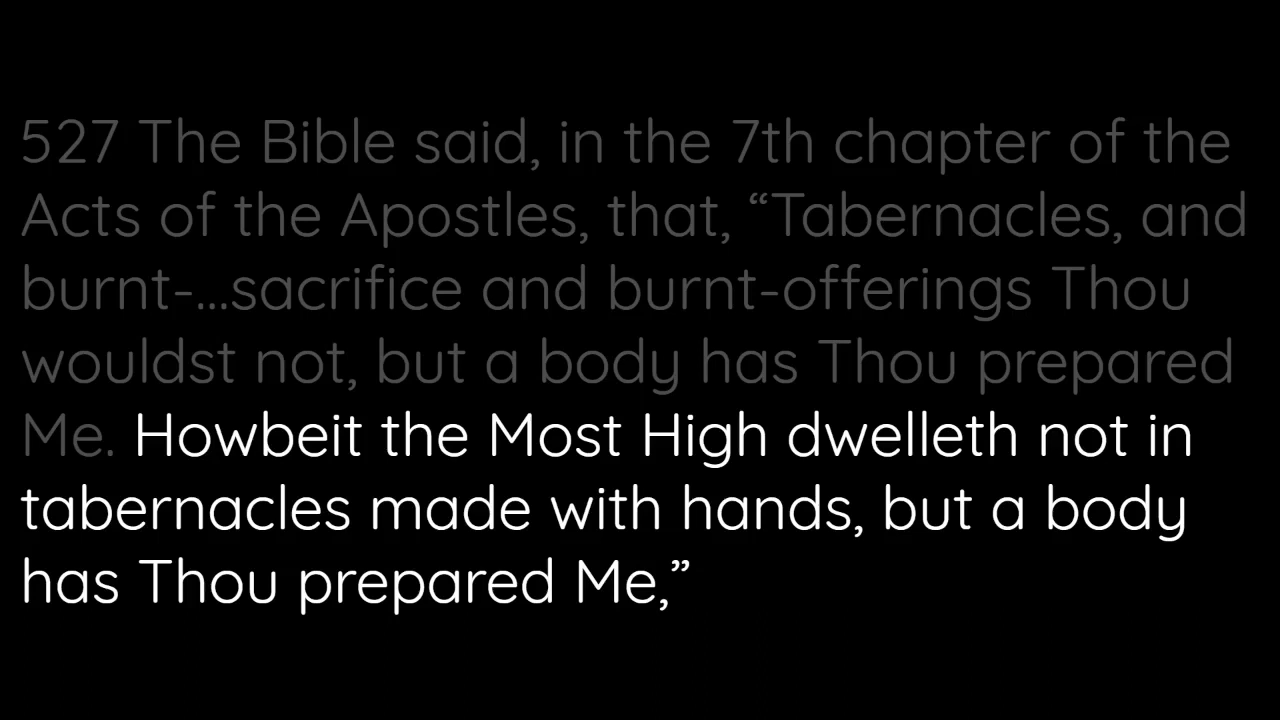 527 The Bible said, in the 7th chapter of the
Acts of the Apostles, that, “Tabernacles, and
burnt-...sacrifice and burnt-offerings Thou
wouldst not, but a body has Thou prepared
Me. Howbeit the Most High dwelleth not in
tabernacles made with hands, but a body
has Thou prepared Me,”